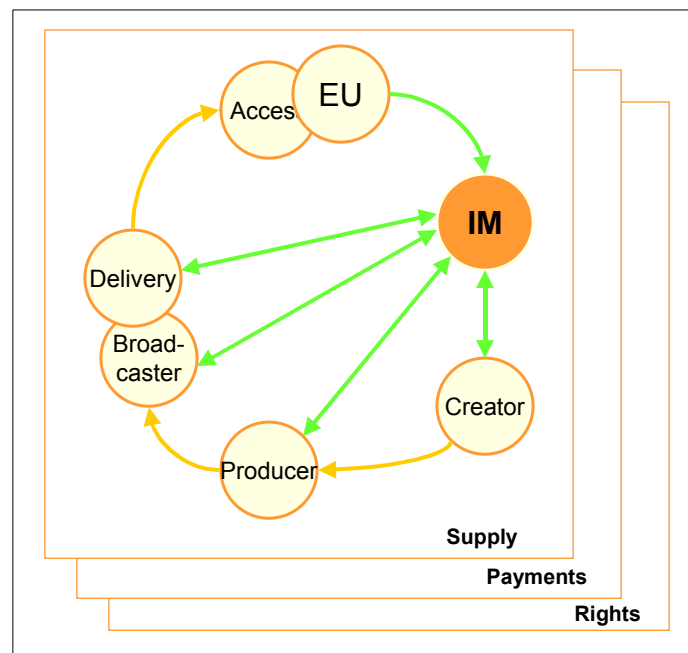 Acces
EU
IM
Delivery
Broad-
caster
Creator
Producer
Supply
Payments
Rights